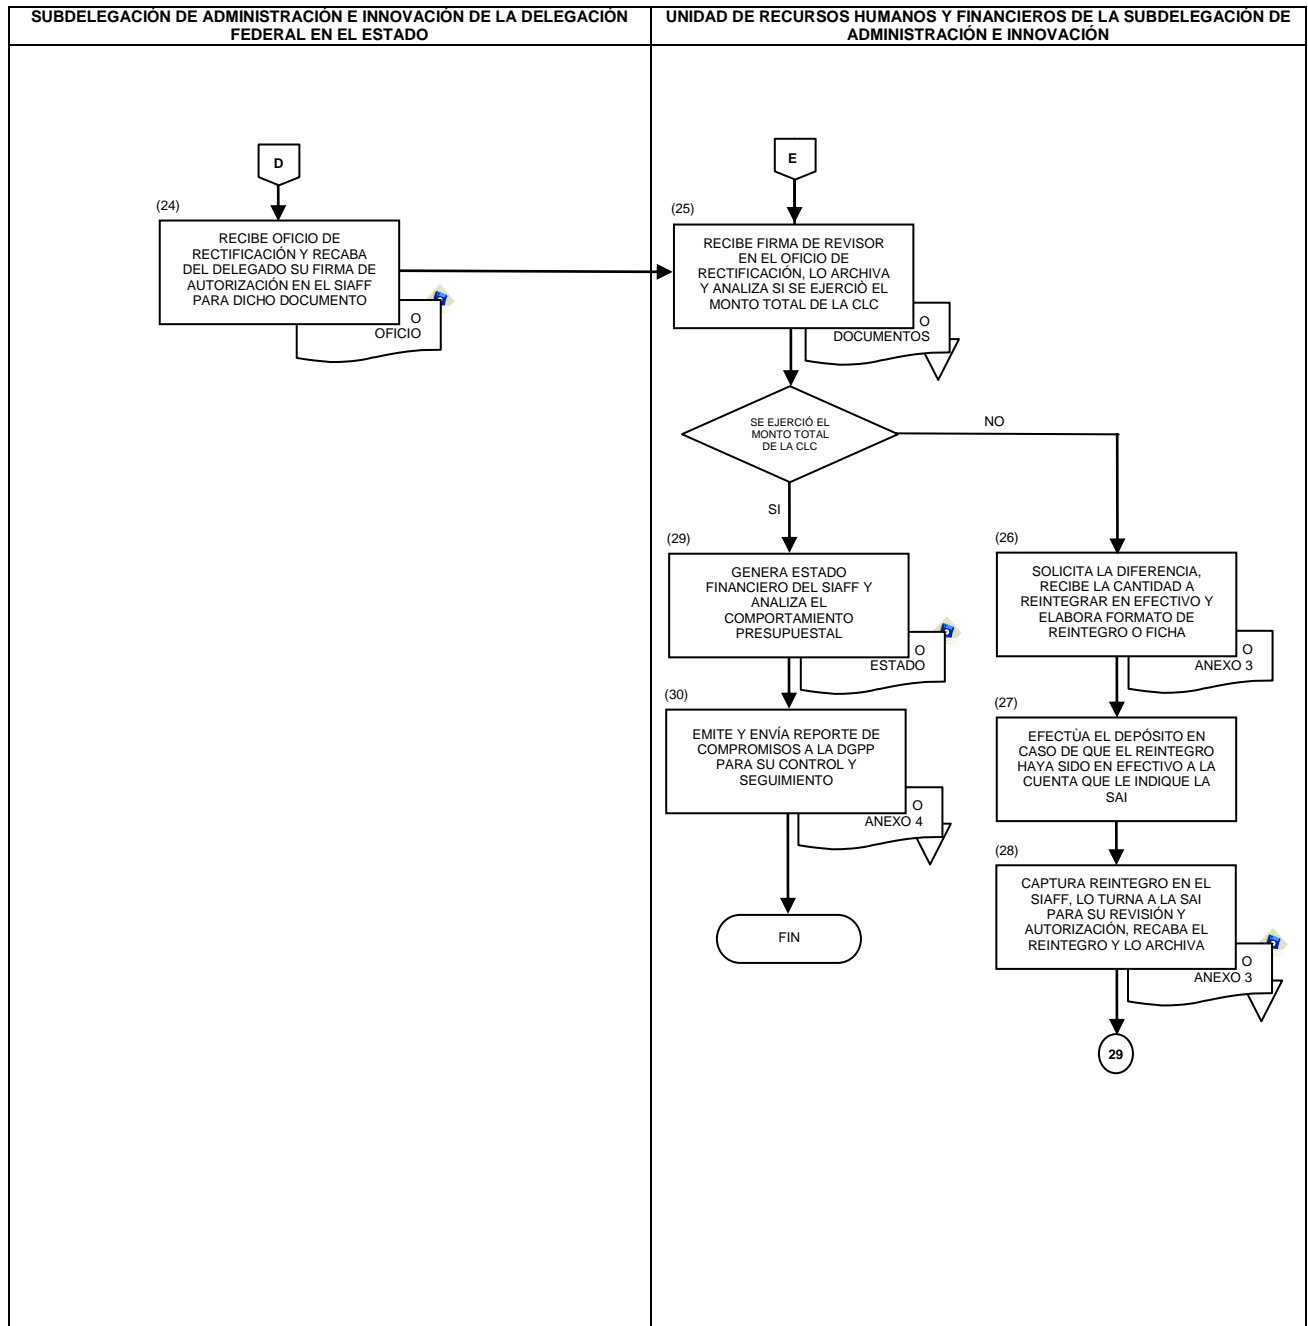 SUBDELEGACIÓN DE ADMINISTRACIÓN E INNOVACIÓN DE LA DELEGACIÓN
FEDERAL EN EL ESTADO
UNIDAD DE RECURSOS HUMANOS Y FINANCIEROS DE LA SUBDELEGACIÓN DE
ADMINISTRACIÓN E INNOVACIÓN
D
(24)
RECIBE OFICIO DE
RECTIFICACIÓN Y RECABA
DEL DELEGADO SU FIRMA DE
AUTORIZACIÓN EN EL SIAFF
PARA DICHO DOCUMENTO
O
OFICIO
E
(25)
RECIBE FIRMA DE REVISOR
EN EL OFICIO DE
RECTIFICACIÓN, LO ARCHIVA
Y ANALIZA SI SE EJERCIÒ EL
MONTO TOTAL DE LA CLC
O
DOCUMENTOS
SE EJERCIÓ EL
MONTO TOTAL
DE LA CLC
NO
SI
(29)
GENERA ESTADO
FINANCIERO DEL SIAFF Y
ANALIZA EL
COMPORTAMIENTO
PRESUPUESTAL
O
ESTADO
(30)
EMITE Y ENVÍA REPORTE DE
COMPROMISOS A LA DGPP
PARA SU CONTROL Y
SEGUIMIENTO
O
ANEXO 4
FIN
(26)
SOLICITA LA DIFERENCIA,
RECIBE LA CANTIDAD A
REINTEGRAR EN EFECTIVO Y
ELABORA FORMATO DE
REINTEGRO O FICHA
O
ANEXO 3
(27)
EFECTÙA EL DEPÓSITO EN
CASO DE QUE EL REINTEGRO
HAYA SIDO EN EFECTIVO A LA
CUENTA QUE LE INDIQUE LA
SAI
(28)
CAPTURA REINTEGRO EN EL
SIAFF, LO TURNA A LA SAI
PARA SU REVISIÓN Y
AUTORIZACIÓN, RECABA EL
REINTEGRO Y LO ARCHIVA
O
ANEXO 3
29